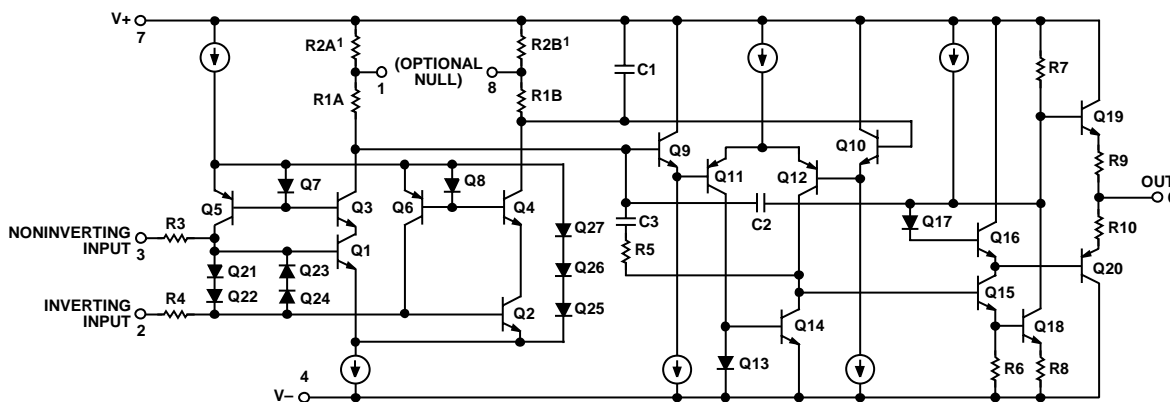 V+
7
R2A¹
1
(OPTIONAL
NULL)
8
R2B¹
R1A
R1B
C1
R7
Q19
R9
OUT
Q9
Q11
Q12
Q10
Q7
Q8
Q5
Q3
Q6
Q4
R3
NONINVERTING
INPUT
3
Q1
Q21
Q22
Q23
Q24
Q27
Q26
Q25
C3
R5
C2
Q17
Q16
R10
Q20
R4
INVERTING
INPUT
2
Q2
Q15
Q14
Q18
Q13
R6
R8
4
V–